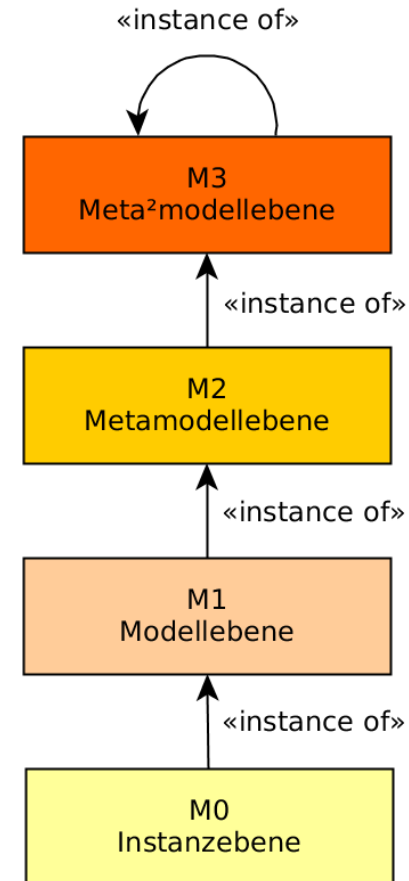 «instance of»
M3
Meta²modellebene
«instance of»
M2
Metamodellebene
«instance of»
M1
Modellebene
«instance of»
M0
Instanzebene